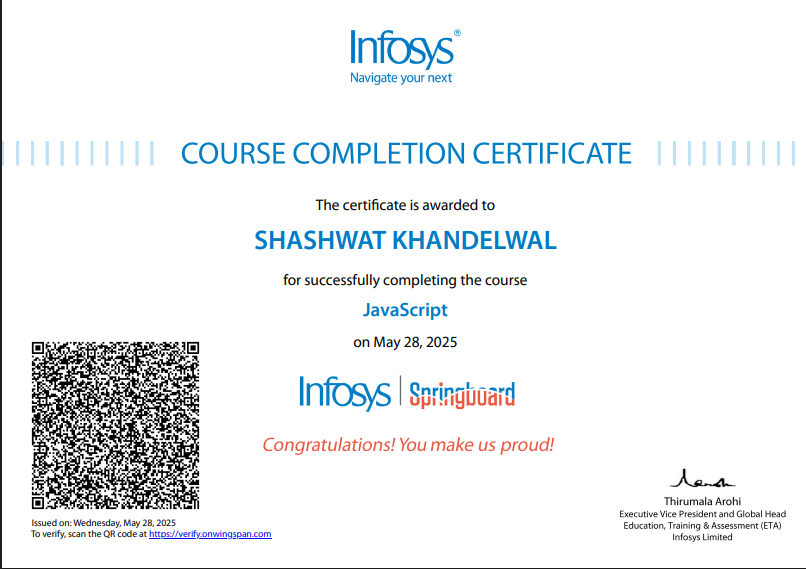 Infosys®
Navigate your next
COURSE COMPLETION CERTIFICATE
The certificate is awarded to
SHASHWAT KHANDELWAL
for successfully completing the course
JavaScript
on May 28, 2025
Infosys | Springboard
Congratulations! You make us proud!
Issued on: Wednesday, May 28, 2025
To verify, scan the QR code at https://verify.onwingspan.com
Thirumala Arohi
Executive Vice President and Global Head
Education, Training & Assessment (ETA)
Infosys Limited